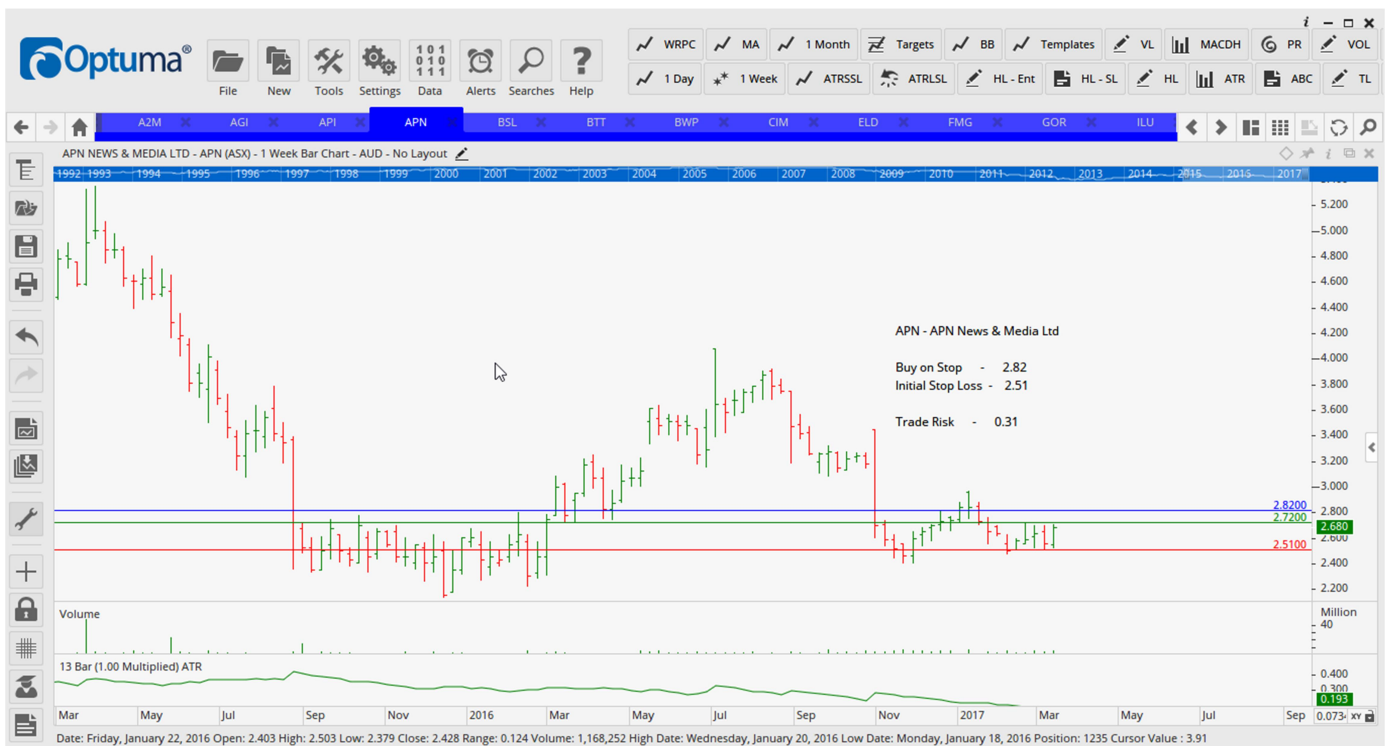 i
Optuma®
File New Tools Settings Data Alerts Searches Help
101
010
111
WRPC MA 1 Month Targets BB Templates VL MACDH PR VOL
1 Day 1 Week ATRSSL ATRLSL HL - Ent HL - SL HL ATR ABC TL
A2M AGI API APN BSL BTT BWP CIM ELD FMG GOR ILU
APN NEWS & MEDIA LTD - APN (ASX) - 1 Week Bar Chart - AUD - No Layout
1992 1993 1994 1995 1996 1997 1998 1999 2000 2001 2002 2003 2004 2005 2006 2007 2008 2009 2010 2011 2012 2013 2014 2015 2016 2017
5.200
5.000
4.800
4.600
4.400
4.200
4.000
3.800
3.600
3.400
3.200
3.000
2.800
2.680
2.600
2.400
2.200
APN - APN News & Media Ltd
Buy on Stop - 2.82
Initial Stop Loss - 2.51
Trade Risk - 0.31
2.8200
2.7200
2.5100
Volume
Million
40
13 Bar (1.00 Multiplied) ATR
0.400
0.300
0.193
Mar May Jul Sep Nov 2016 Mar May Jul Sep Nov 2017 Mar May Jul Sep 0.073 XY
Date: Friday, January 22, 2016 Open: 2.403 High: 2.503 Low: 2.379 Close: 2.428 Range: 0.124 Volume: 1,168,252 High Date: Wednesday, January 20, 2016 Low Date: Monday, January 18, 2016 Position: 1235 Cursor Value : 3.91